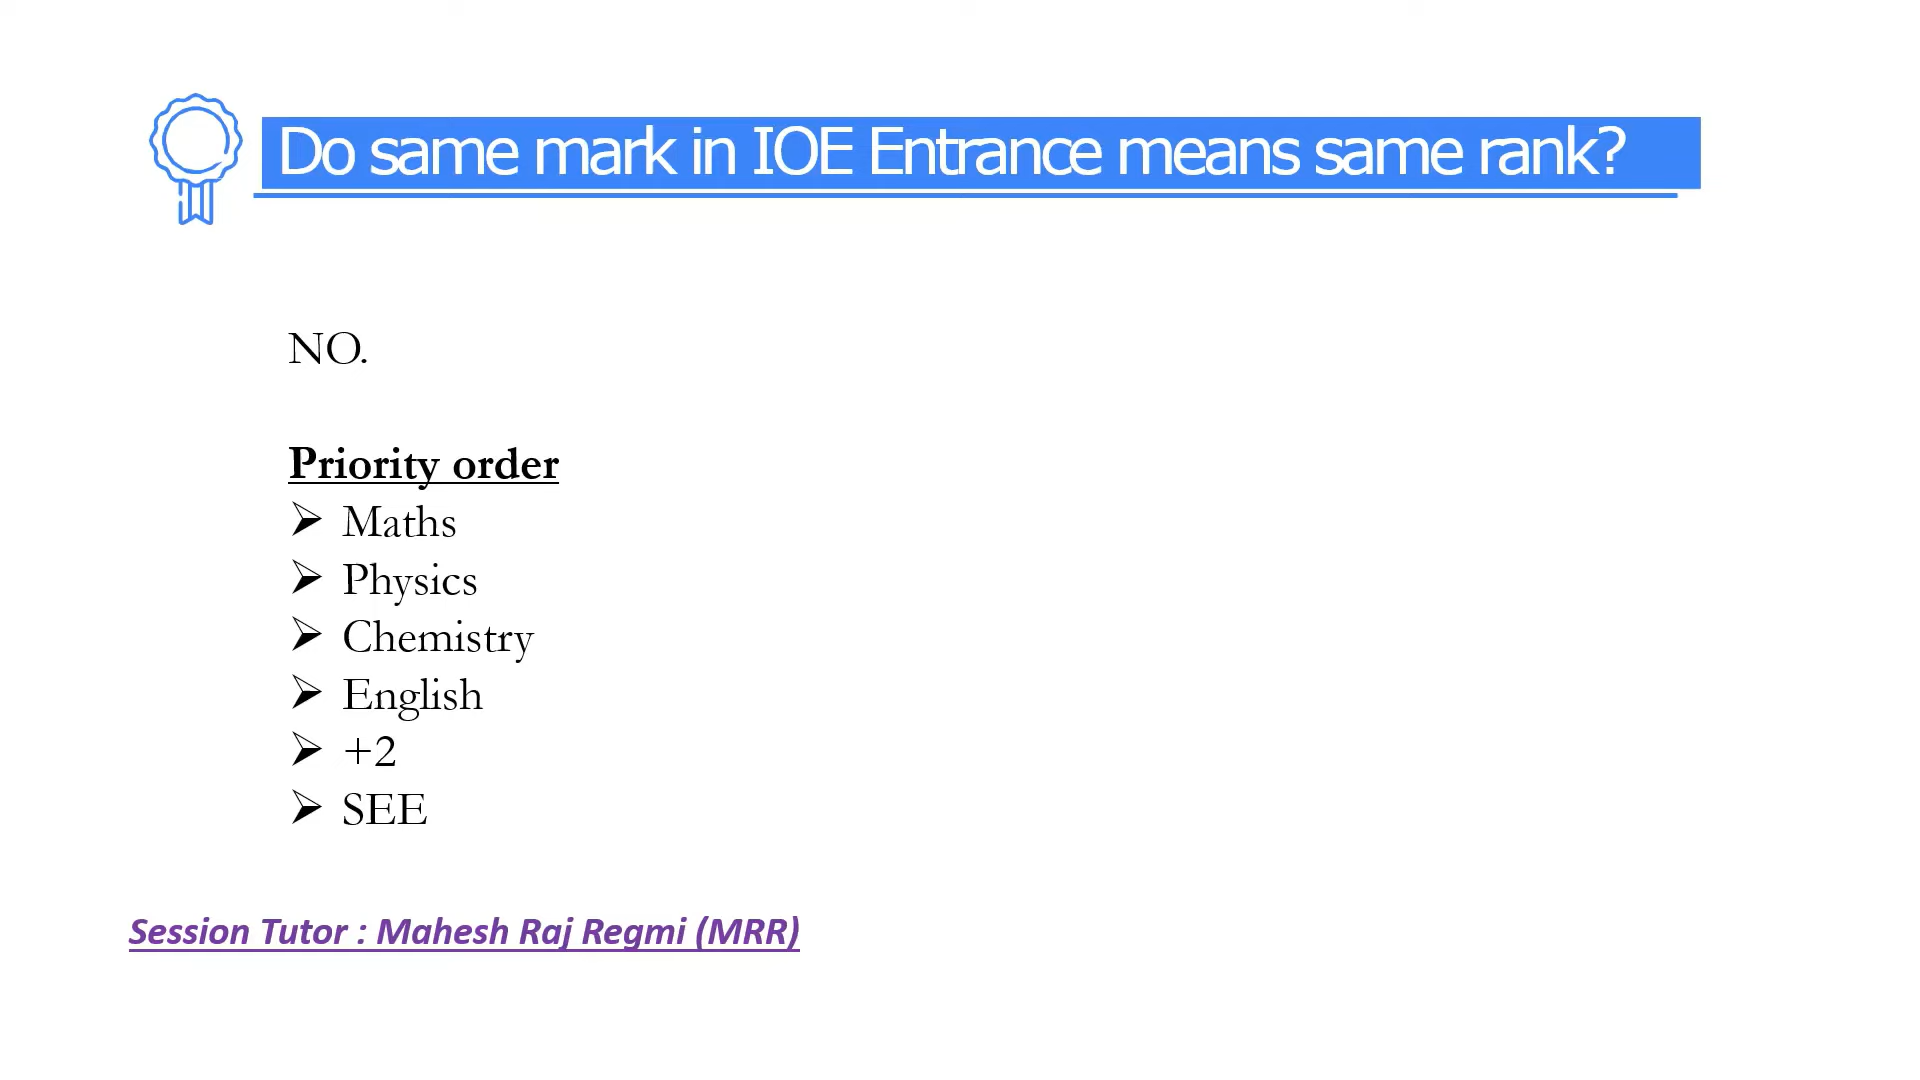 Do same mark in IOE Entrance means same rank?
NO.
Priority order
➢ Maths
➢ Physics
➢ Chemistry
➢ English
➢ +2
➢ SEE
Session Tutor : Mahesh Raj Regmi (MRR)